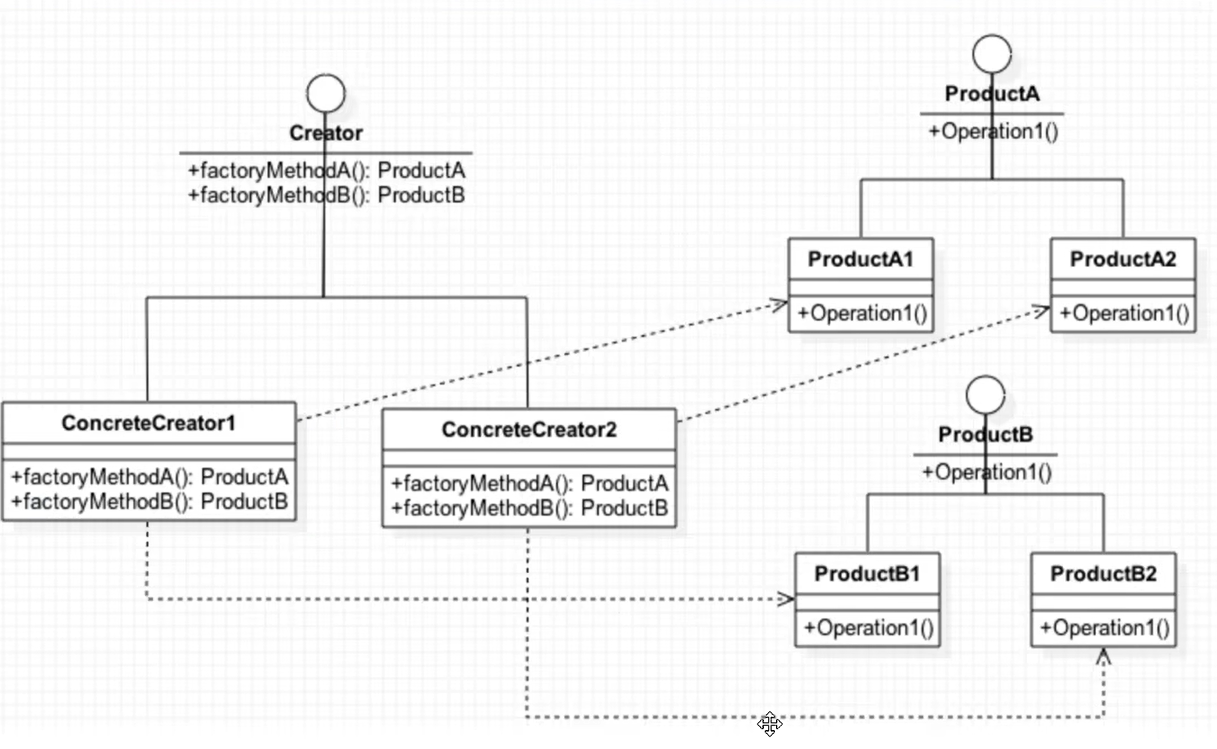 Creator
+factoryMethodA(): ProductA
+factoryMethodB(): ProductB
ProductA
+Operation1()
ProductA1
+Operation1()
ProductA2
+Operation1()
ConcreteCreator1
+factoryMethodA(): ProductA
+factoryMethodB(): ProductB
ConcreteCreator2
+factoryMethodA(): ProductA
+factoryMethodB(): ProductB
ProductB
+Operation1()
ProductB1
+Operation1()
ProductB2
+Operation1()